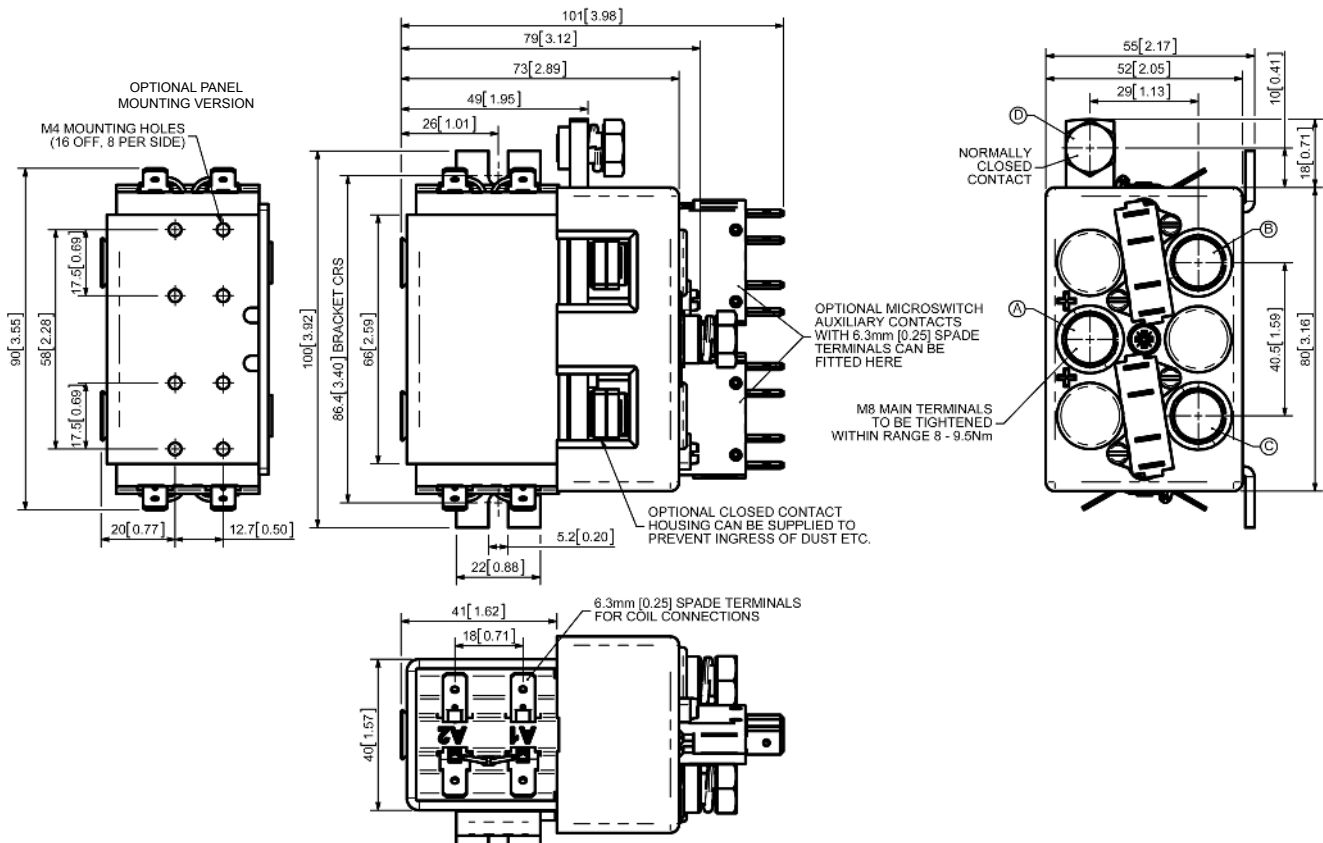 OPTIONAL PANEL
MOUNTING VERSION
M4 MOUNTING HOLES
(16 OFF, 8 PER SIDE)
90[3.55]
58[2.28]
17.5[0.69]
17.5[0.69]
20[0.77]
12.7[0.50]
101[3.98]
79[3.12]
73[2.89]
49[1.95]
26[1.01]
100[3.92]
86.4[3.40] BRACKET CRS
66[2.59]
5.2[0.20]
22[0.88]
OPTIONAL MICROSWITCH
AUXILIARY CONTACTS
WITH 6.3mm [0.25] SPADE
TERMINALS CAN BE
FITTED HERE
OPTIONAL CLOSED CONTACT
HOUSING CAN BE SUPPLIED TO
PREVENT INGRESS OF DUST ETC.
55[2.17]
52[2.05]
29[1.13]
10[0.41]
18[0.71]
D
NORMALLY
CLOSED
CONTACT
B
A
+
+
C
40.5[1.59]
80[3.16]
M8 MAIN TERMINALS
TO BE TIGHTENED
WITHIN RANGE 8 - 9.5Nm
41[1.62]
18[0.71]
6.3mm [0.25] SPADE TERMINALS
FOR COIL CONNECTIONS
40[1.57]
A2
A1